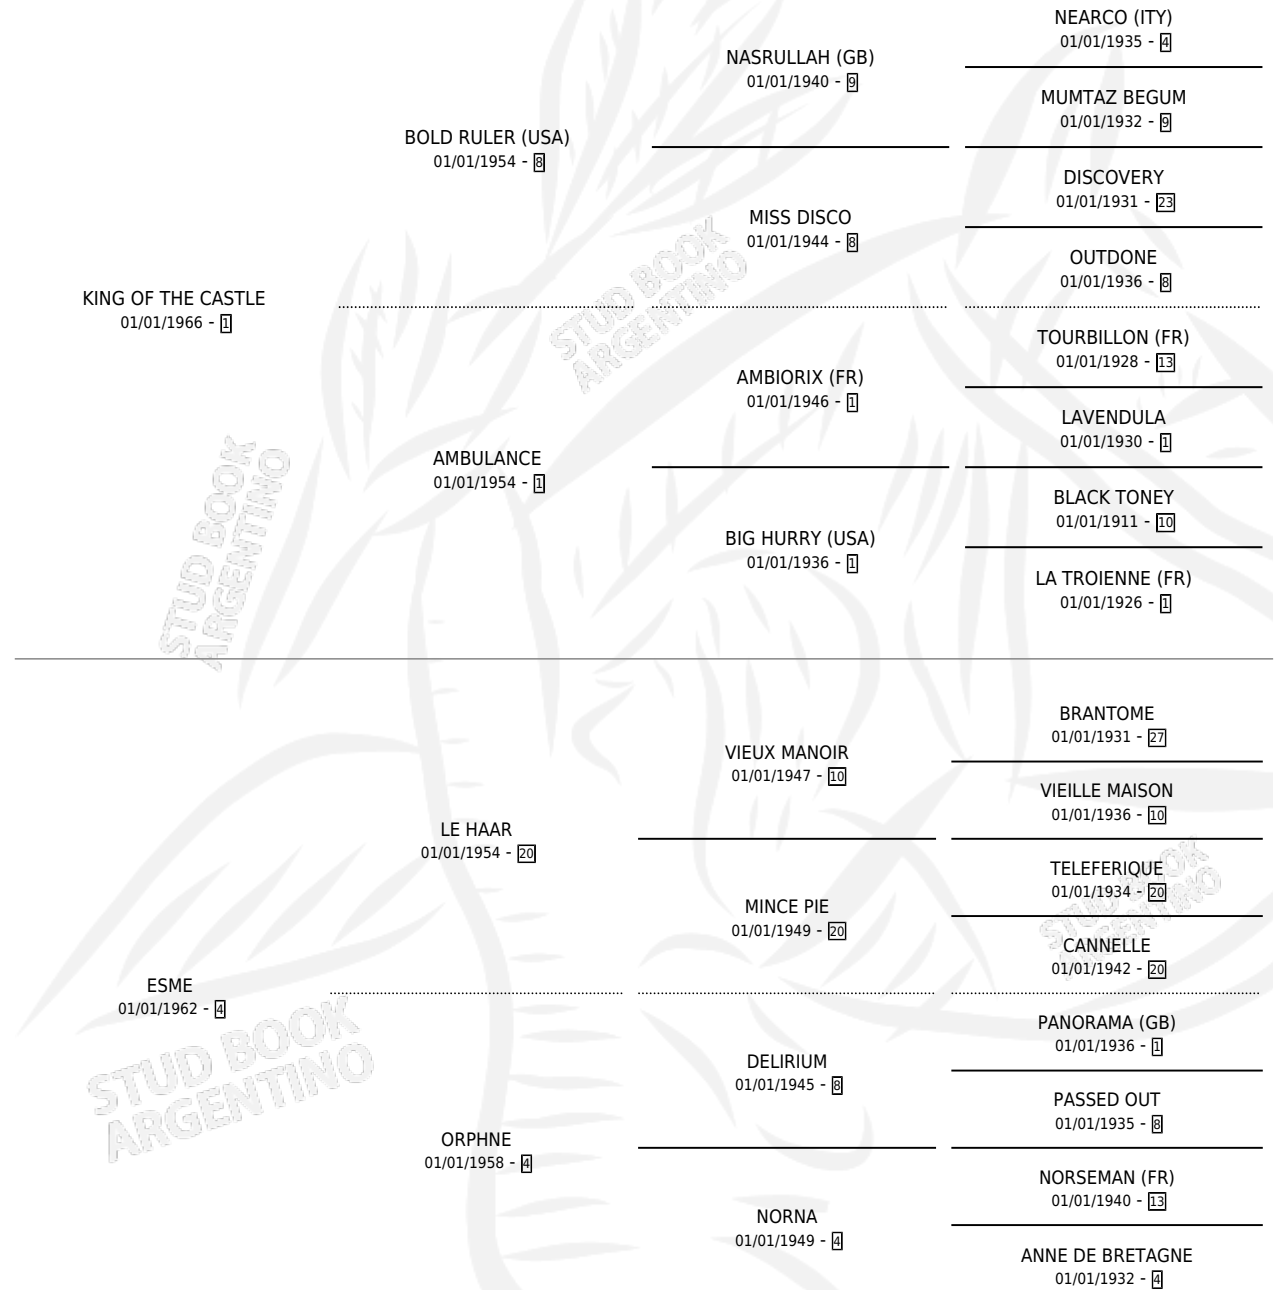 NEARCO (ITY)
01/01/1935 - 4
NASRULLAH (GB)
01/01/1940 - 9
MUMTAZ BEGUM
01/01/1932 - 9
BOLD RULER (USA)
01/01/1954 - 8
DISCOVERY
01/01/1931 - 23
MISS DISCO
01/01/1944 - 8
OUTDONE
01/01/1936 - 8
KING OF THE CASTLE
01/01/1966 - 1
TOURBILLON (FR)
01/01/1928 - 13
AMBIORIX (FR)
01/01/1946 - 1
LAVENDULA
01/01/1930 - 1
AMBULANCE
01/01/1954 - 1
BLACK TONEY
01/01/1911 - 10
BIG HURRY (USA)
01/01/1936 - 1
LA TROIENNE (FR)
01/01/1926 - 1
BRANTOME
01/01/1931 - 27
VIEUX MANOIR
01/01/1947 - 10
VIEILLE MAISON
01/01/1936 - 10
LE HAAR
01/01/1954 - 20
TELEFERIQUE
01/01/1934 - 20
MINCE PIE
01/01/1949 - 20
CANNELLE
01/01/1942 - 20
ESME
01/01/1962 - 4
PANORAMA (GB)
01/01/1936 - 1
DELIRIUM
01/01/1945 - 8
PASSED OUT
01/01/1935 - 8
ORPHNE
01/01/1958 - 4
NORSEMAN (FR)
01/01/1940 - 13
NORNA
01/01/1949 - 4
ANNE DE BRETAGNE
01/01/1932 - 4
STUD BOOK
ARGENTINO
STUD BOOK
ARGENTINO
STUD BOOK
ARGENTINO
STUD BOOK
ARGENTINO